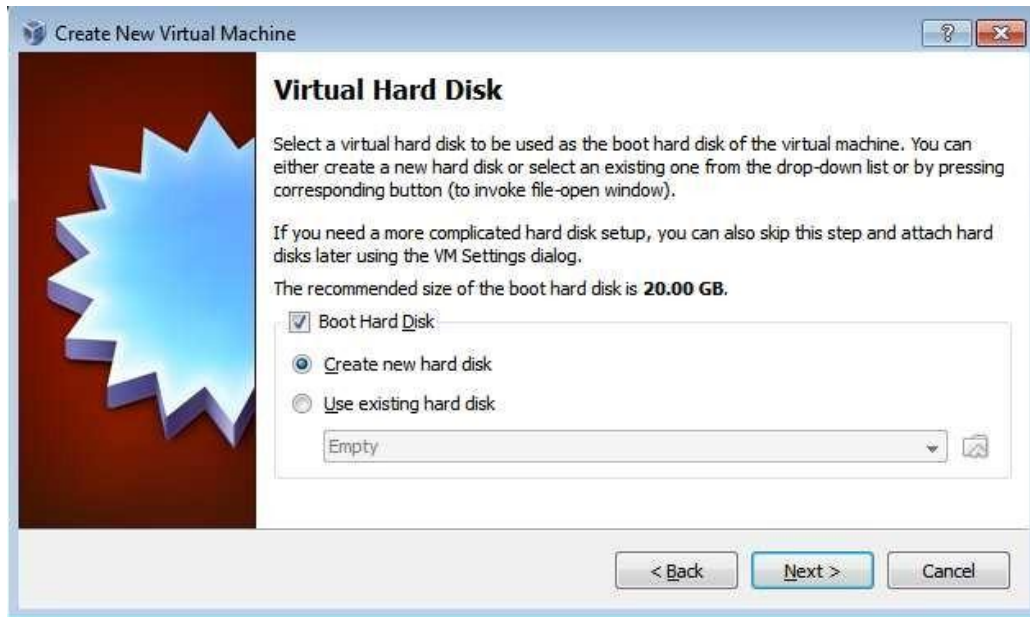 Create New Virtual Machine
Virtual Hard Disk
Select a virtual hard disk to be used as the boot hard disk of the virtual machine. You can
either create a new hard disk or select an existing one from the drop-down list or by pressing
corresponding button (to invoke file-open window).
If you need a more complicated hard disk setup, you can also skip this step and attach hard
disks later using the VM Settings dialog.
The recommended size of the boot hard disk is 20.00 GB.
Boot Hard Disk
Create new hard disk
Use existing hard disk
Empty
< Back Next > Cancel